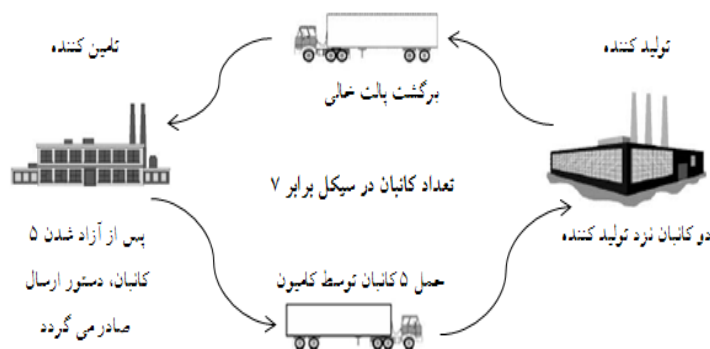 تولید کننده
تامین کننده
برگشت پالت خالی
تعداد کانبان در سیکل برابر ۷
دو کانبان نزد تولید کننده
پس از آزاد شدن ۵
کانبان، دستور ارسال
صادر می گردد
حمل ۵ کانبان توسط کامیون